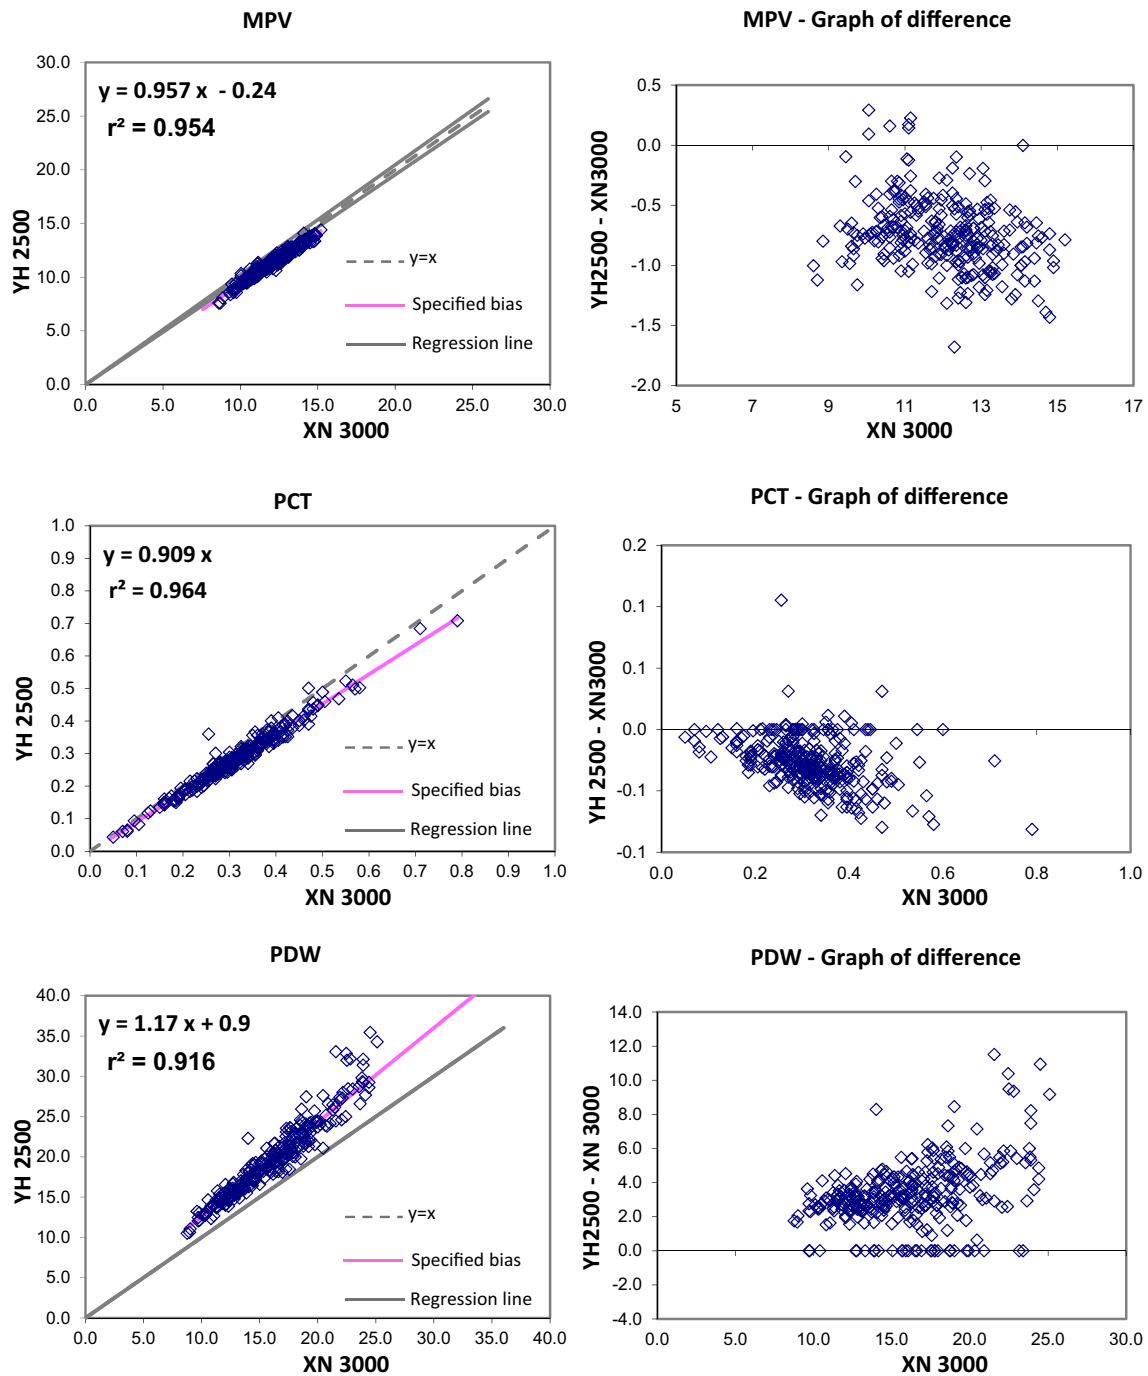 MPV
30.0
25.0
20.0
15.0
10.0
5.0
0.0
y = 0.957 x - 0.24
r² = 0.954
y=x
Specified bias
Regression line
0.0 5.0 10.0 15.0 20.0 25.0 30.0
YH 2500
XN 3000
MPV - Graph of difference
0.5
0.0
-0.5
-1.0
-1.5
-2.0
5 7 9 11 13 15 17
YH2500 - XN3000
XN 3000
PCT
1.0
0.9
0.8
0.7
0.6
0.5
0.4
0.3
0.2
0.1
0.0
y = 0.909 x
r² = 0.964
y=x
Specified bias
Regression line
0.0 0.1 0.2 0.3 0.4 0.5 0.6 0.7 0.8 0.9 1.0
YH 2500
XN 3000
PCT - Graph of difference
0.2
0.1
0.1
0.0
-0.1
-0.1
0.0 0.2 0.4 0.6 0.8 1.0
YH 2500 - XN3000
XN 3000
PDW
40.0
35.0
30.0
25.0
20.0
15.0
10.0
5.0
0.0
y = 1.17 x + 0.9
r² = 0.916
y=x
Specified bias
Regression line
0.0 5.0 10.0 15.0 20.0 25.0 30.0 35.0 40.0
YH 2500
XN 3000
PDW - Graph of difference
14.0
12.0
10.0
8.0
6.0
4.0
2.0
0.0
-2.0
-4.0
0.0 5.0 10.0 15.0 20.0 25.0 30.0
YH2500 - XN 3000
XN 3000